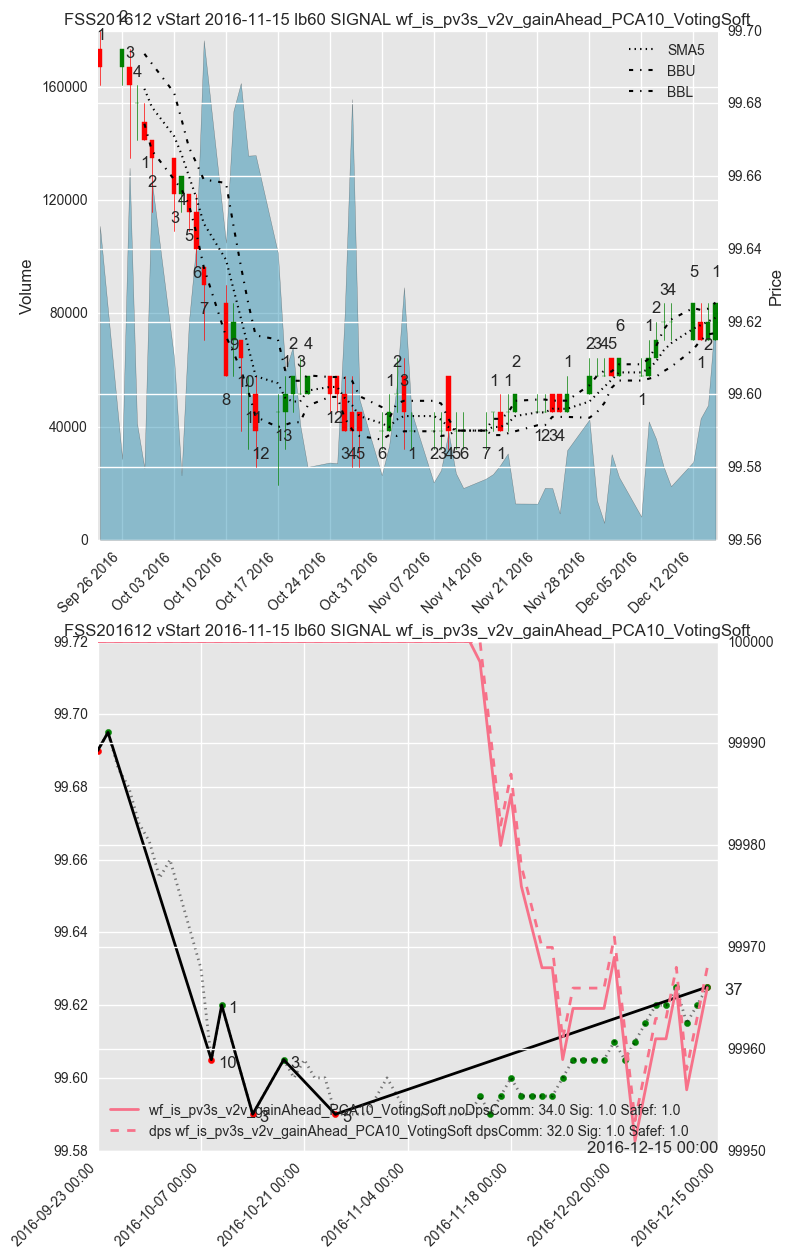 FSS201612 vStart 2016-11-15 lb60 SIGNAL wf_is_pv3s_v2v_gainAhead_PCA10_VotingSoft
SMA5
BBU
BBL
Volume
160000
120000
80000
40000
0
Price
99.70
99.68
99.66
99.64
99.62
99.60
99.58
99.56
Sep 26 2016
Oct 03 2016
Oct 10 2016
Oct 17 2016
Oct 24 2016
Oct 31 2016
Nov 07 2016
Nov 14 2016
Nov 21 2016
Nov 28 2016
Dec 05 2016
Dec 12 2016
FSS201612 vStart 2016-11-15 lb60 SIGNAL wf_is_pv3s_v2v_gainAhead_PCA10_VotingSoft
99.72
99.70
99.68
99.66
99.64
99.62
99.60
99.58
100000
99990
99980
99970
99960
99950
37
1
10
3
3
5
wf_is_pv3s_v2v_gainAhead_PCA10_VotingSoft noDpsComm: 34.0 Sig: 1.0 Safef: 1.0
dps wf_is_pv3s_v2v_gainAhead_PCA10_VotingSoft dpsComm: 32.0 Sig: 1.0 Safef: 1.0
2016-12-15 00:00
2016-09-23 00:00
2016-10-07 00:00
2016-10-21 00:00
2016-11-04 00:00
2016-11-18 00:00
2016-12-02 00:00
2016-12-15 00:00